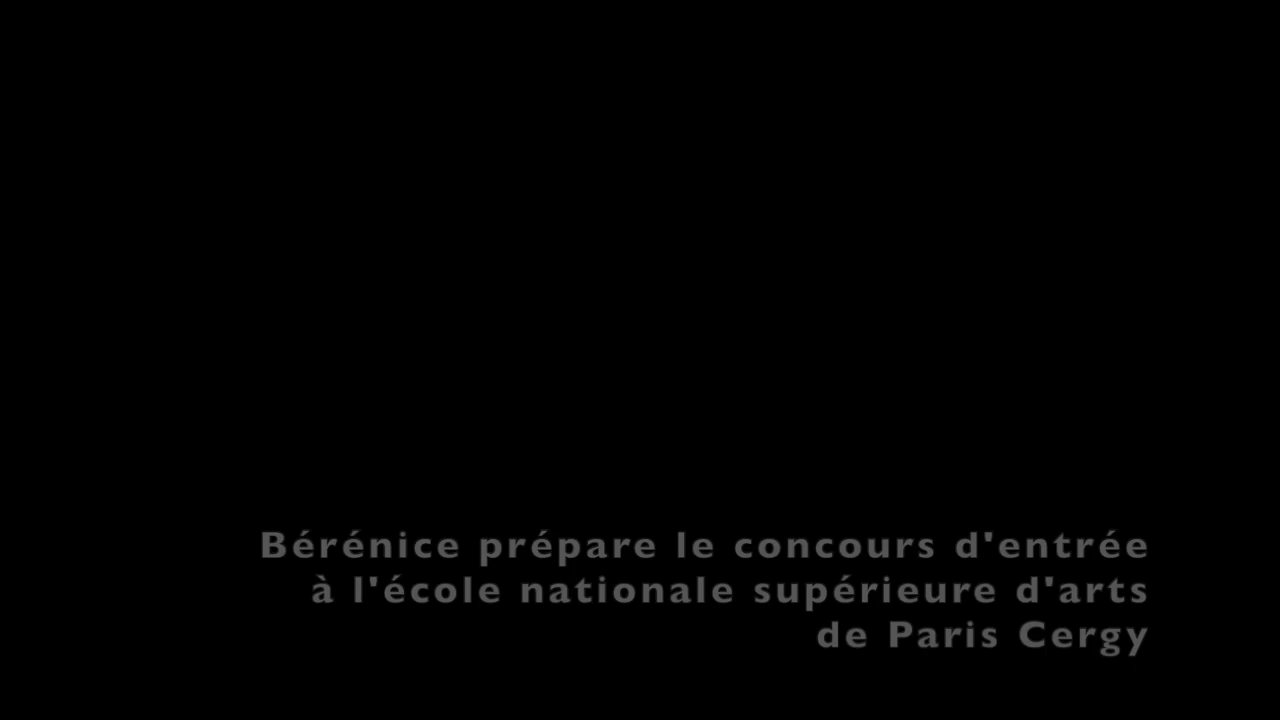 Bérénice prépare le concours d'entrée
à l'école nationale supérieure d'arts
de Paris Cergy